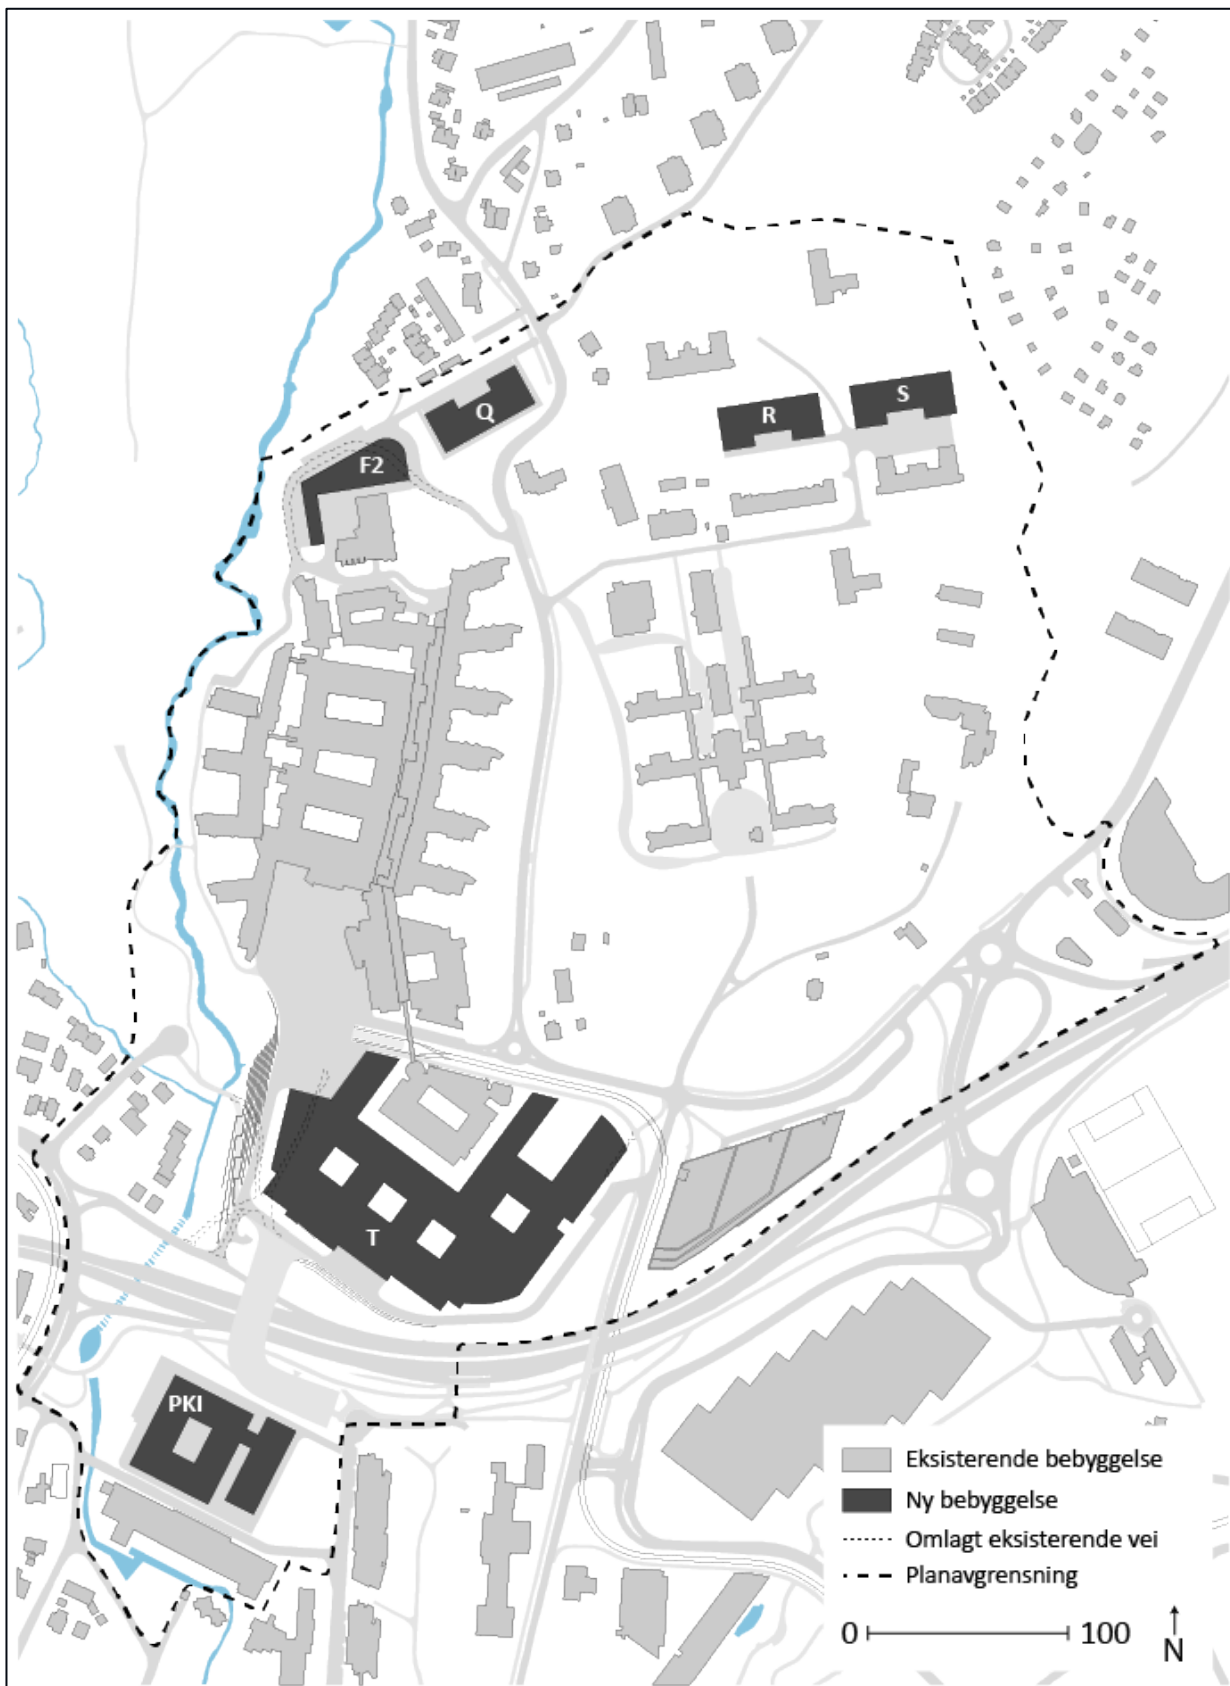 S
R
Q
F2
T
PKI
Eksisterende bebyggelse
Ny bebyggelse
Omlagt eksisterende vei
Planavgrensning
0 100
N